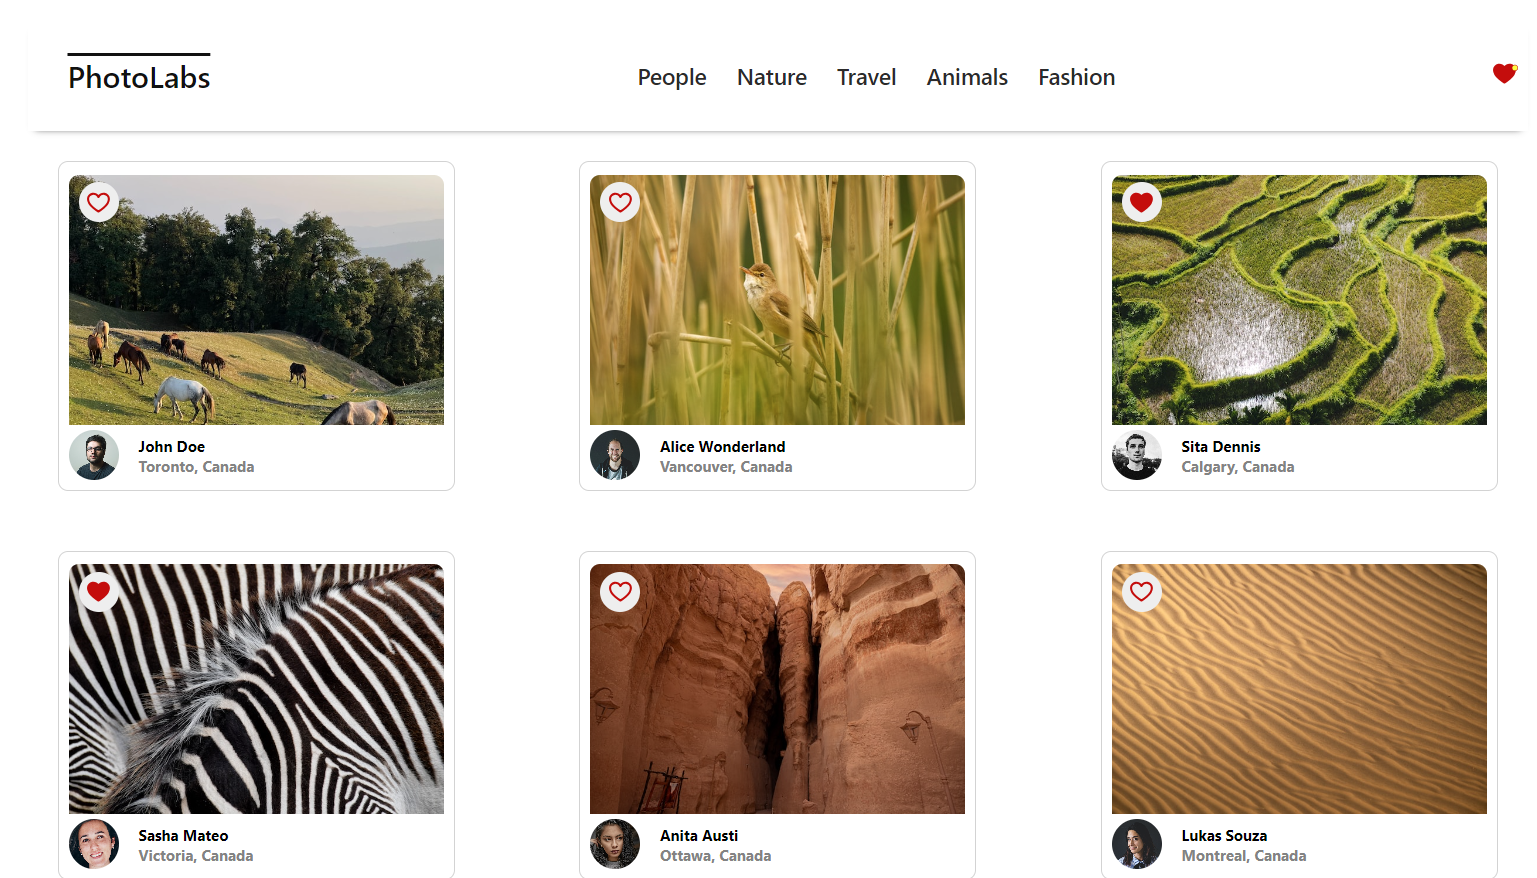 PhotoLabs
People Nature Travel Animals Fashion
John Doe
Toronto, Canada
Alice Wonderland
Vancouver, Canada
Sita Dennis
Calgary, Canada
Sasha Mateo
Victoria, Canada
Anita Austi
Ottawa, Canada
Lukas Souza
Montreal, Canada